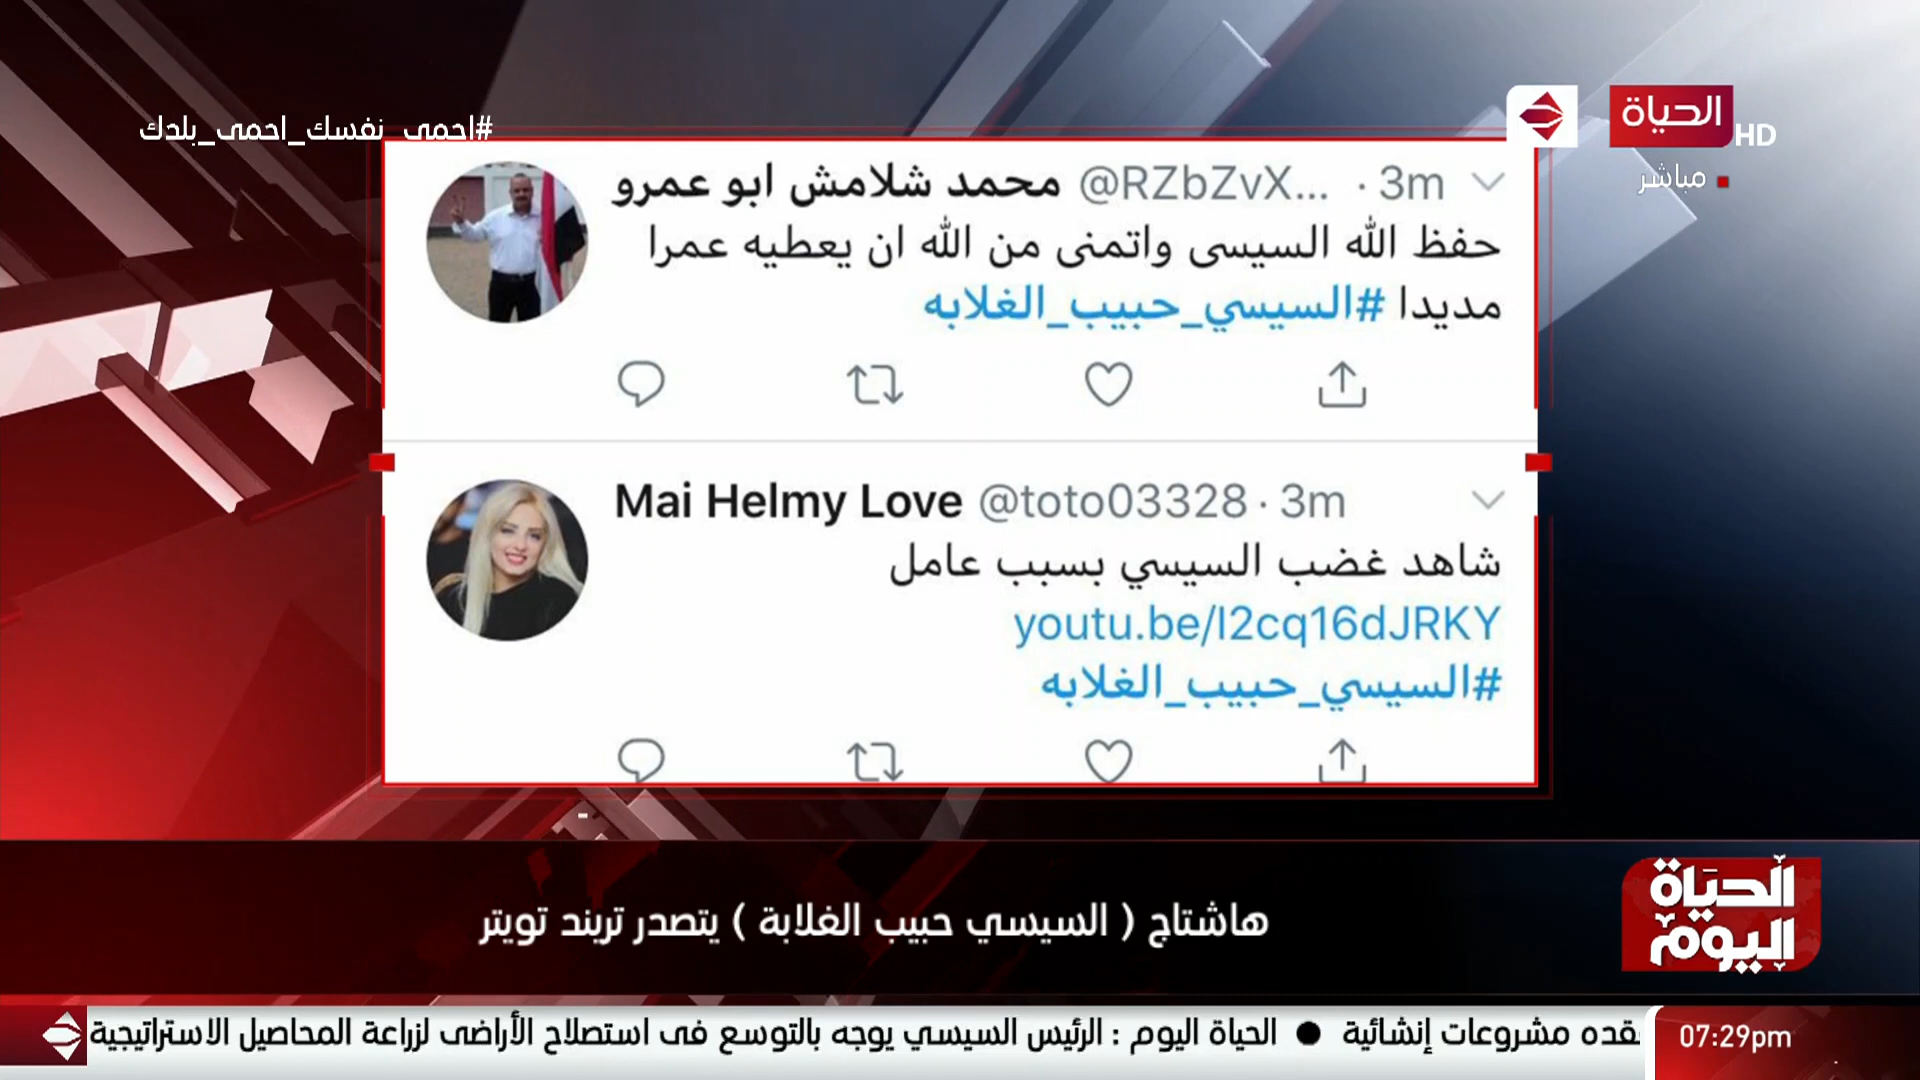 #احمى_نفسك_احمى_بلدك
الحياة
HD
مباشر
محمد شلامش ابو عمرو @RZbZvX... · 3m
حفظ الله السيسى واتمنى من الله ان يعطيه عمرا
مديدا #السيسي_حبيب_الغلابه
Mai Helmy Love @toto03328 · 3m
شاهد غضب السيسي بسبب عامل
youtu.be/I2cq16dJRKY
#السيسي_حبيب_الغلابه
هاشتاج ( السيسي حبيب الغلابة ) يتصدر تريند تويتر
الحياة
اليوم
مشروعات إنشائية ● الحياة اليوم : الرئيس السيسي يوجه بالتوسع فى استصلاح الأراضى لزراعة المحاصيل الاستراتيجية
07:29pm